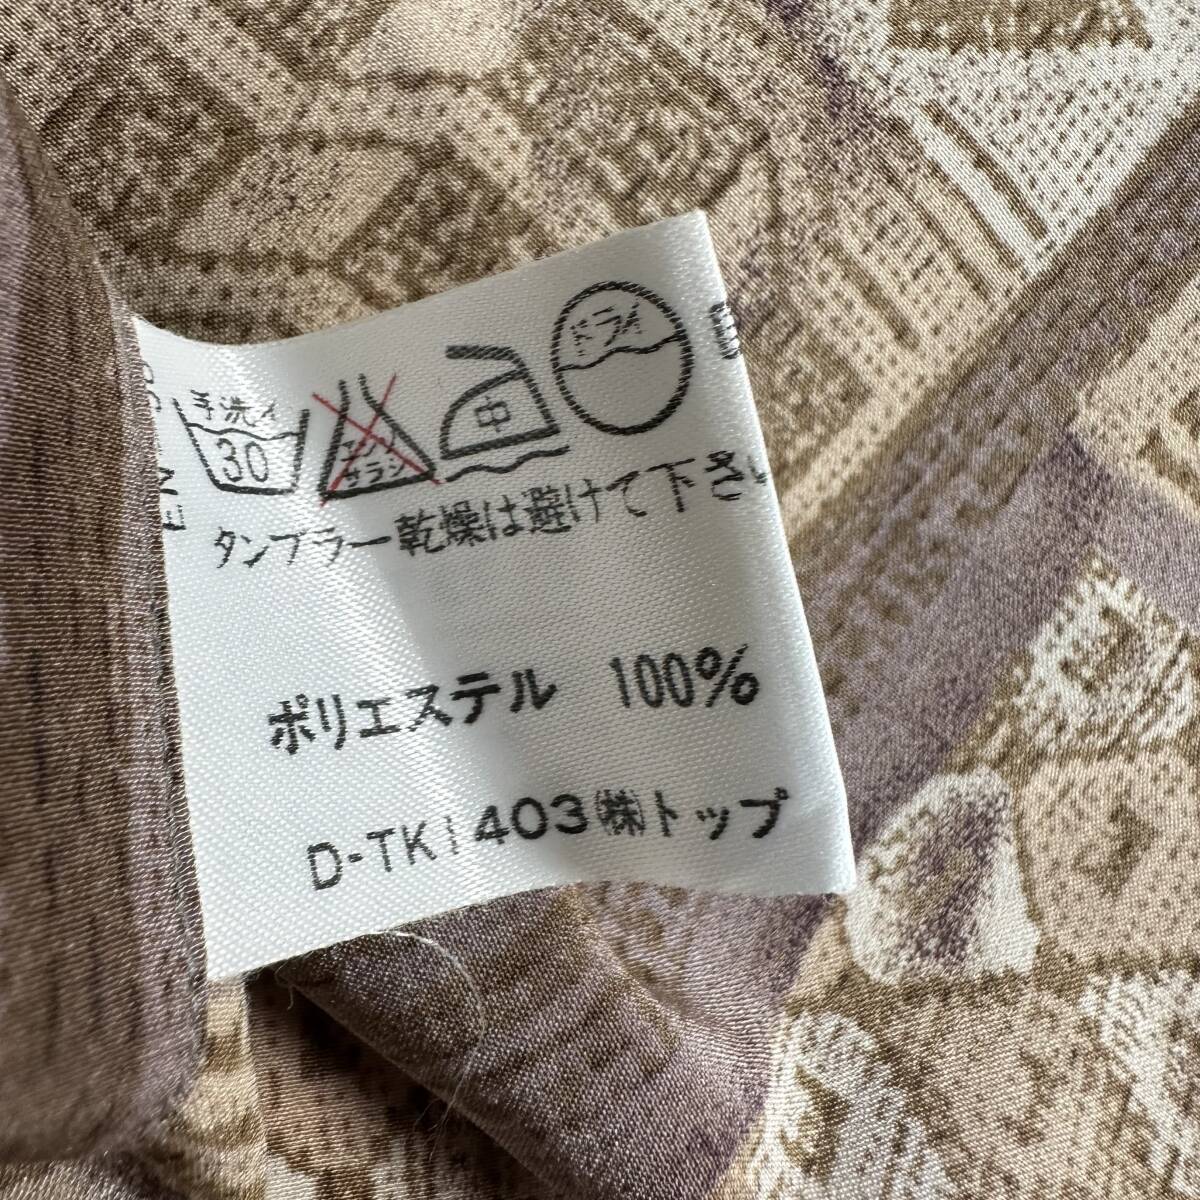 手洗イ 30 エンソ サラシ 中 ドライ
タンブラー乾燥は避けて下さい
ポリエステル 100%
D-TK1403㈱トップ